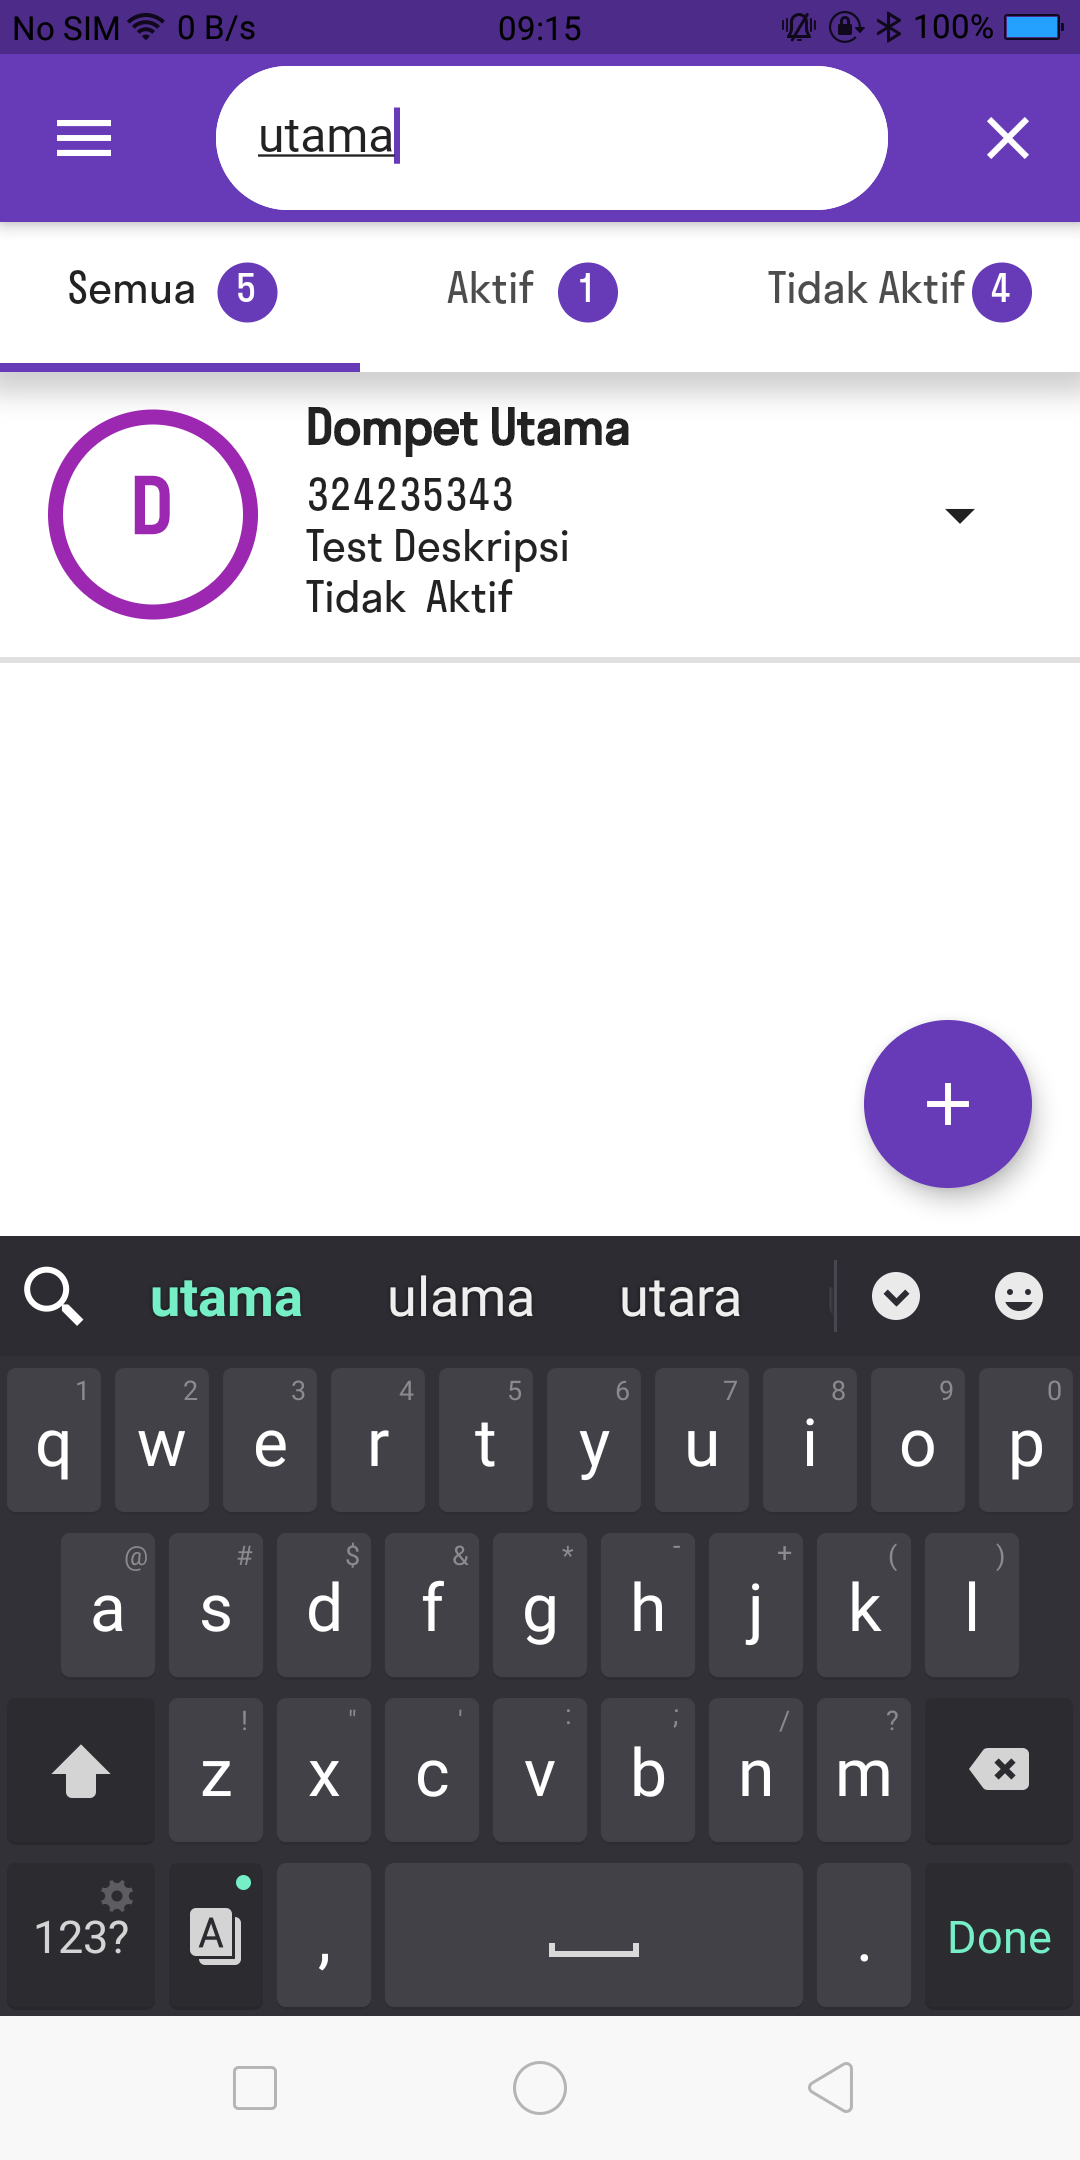 No SIM 0 B/s 09:15 100%
utama
Semua 5 Aktif 1 Tidak Aktif 4
D
Dompet Utama
324235343
Test Deskripsi
Tidak Aktif
+
utama ulama utara
1 2 3 4 5 6 7 8 9 0
q w e r t y u i o p
@ # $ & * - + ( )
a s d f g h j k l
! " ' : ; / ?
z x c v b n m
123? A , . Done